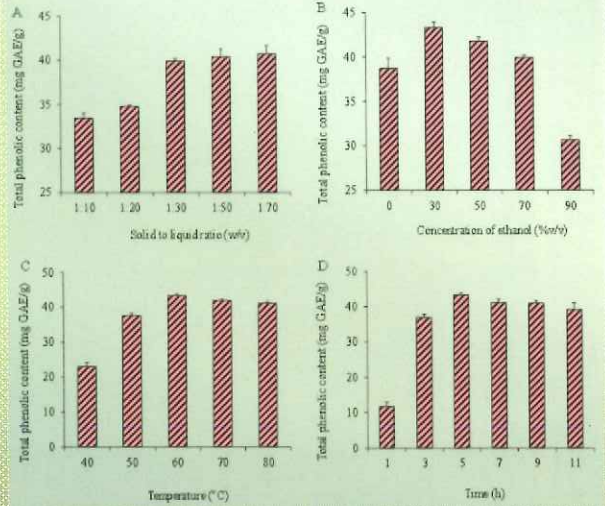 A
Total phenolic content (mg GAE/g)
45
40
35
30
25
1:10 1:20 1:30 1:50 1:70
Solid to liquid ratio (w/v)
B
Total phenolic content (mg GAE/g)
45
40
35
30
25
0 30 50 70 90
Concentration of ethanol (%v/v)
C
Total phenolic content (mg GAE/g)
50
40
30
20
10
0
40 50 60 70 80
Temperature (°C)
D
Total phenolic content (mg GAE/g)
50
40
30
20
10
0
1 3 5 7 9 11
Time (h)